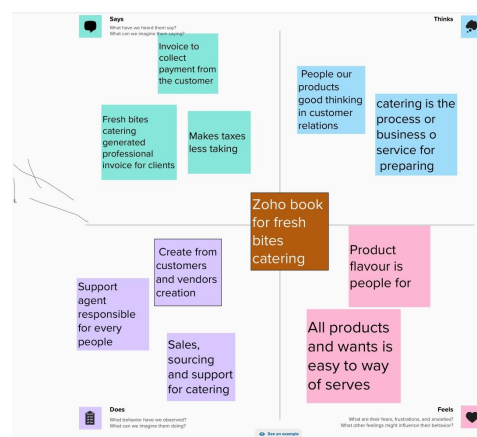 Says
What have we heard them say?
What can we imagine them saying?
Invoice to
collect
payment from
the customer
Fresh bites
catering
generated
professional
invoice for clients
Makes taxes
less taking
Thinks
People our
products
good thinking
in customer
relations
catering is the
process or
business o
service for
preparing
Zoho book
for fresh
bites
catering
Create from
customers
and vendors
creation
Support
agent
responsible
for every
people
Sales,
sourcing
and support
for catering
Does
What behavior have we observed?
What can we imagine them doing?
Product
flavour is
people for
All products
and wants is
easy to way
of serves
Feels
What are their fears, frustrations, and anxieties?
What other feelings might influence their behavior?
See an example